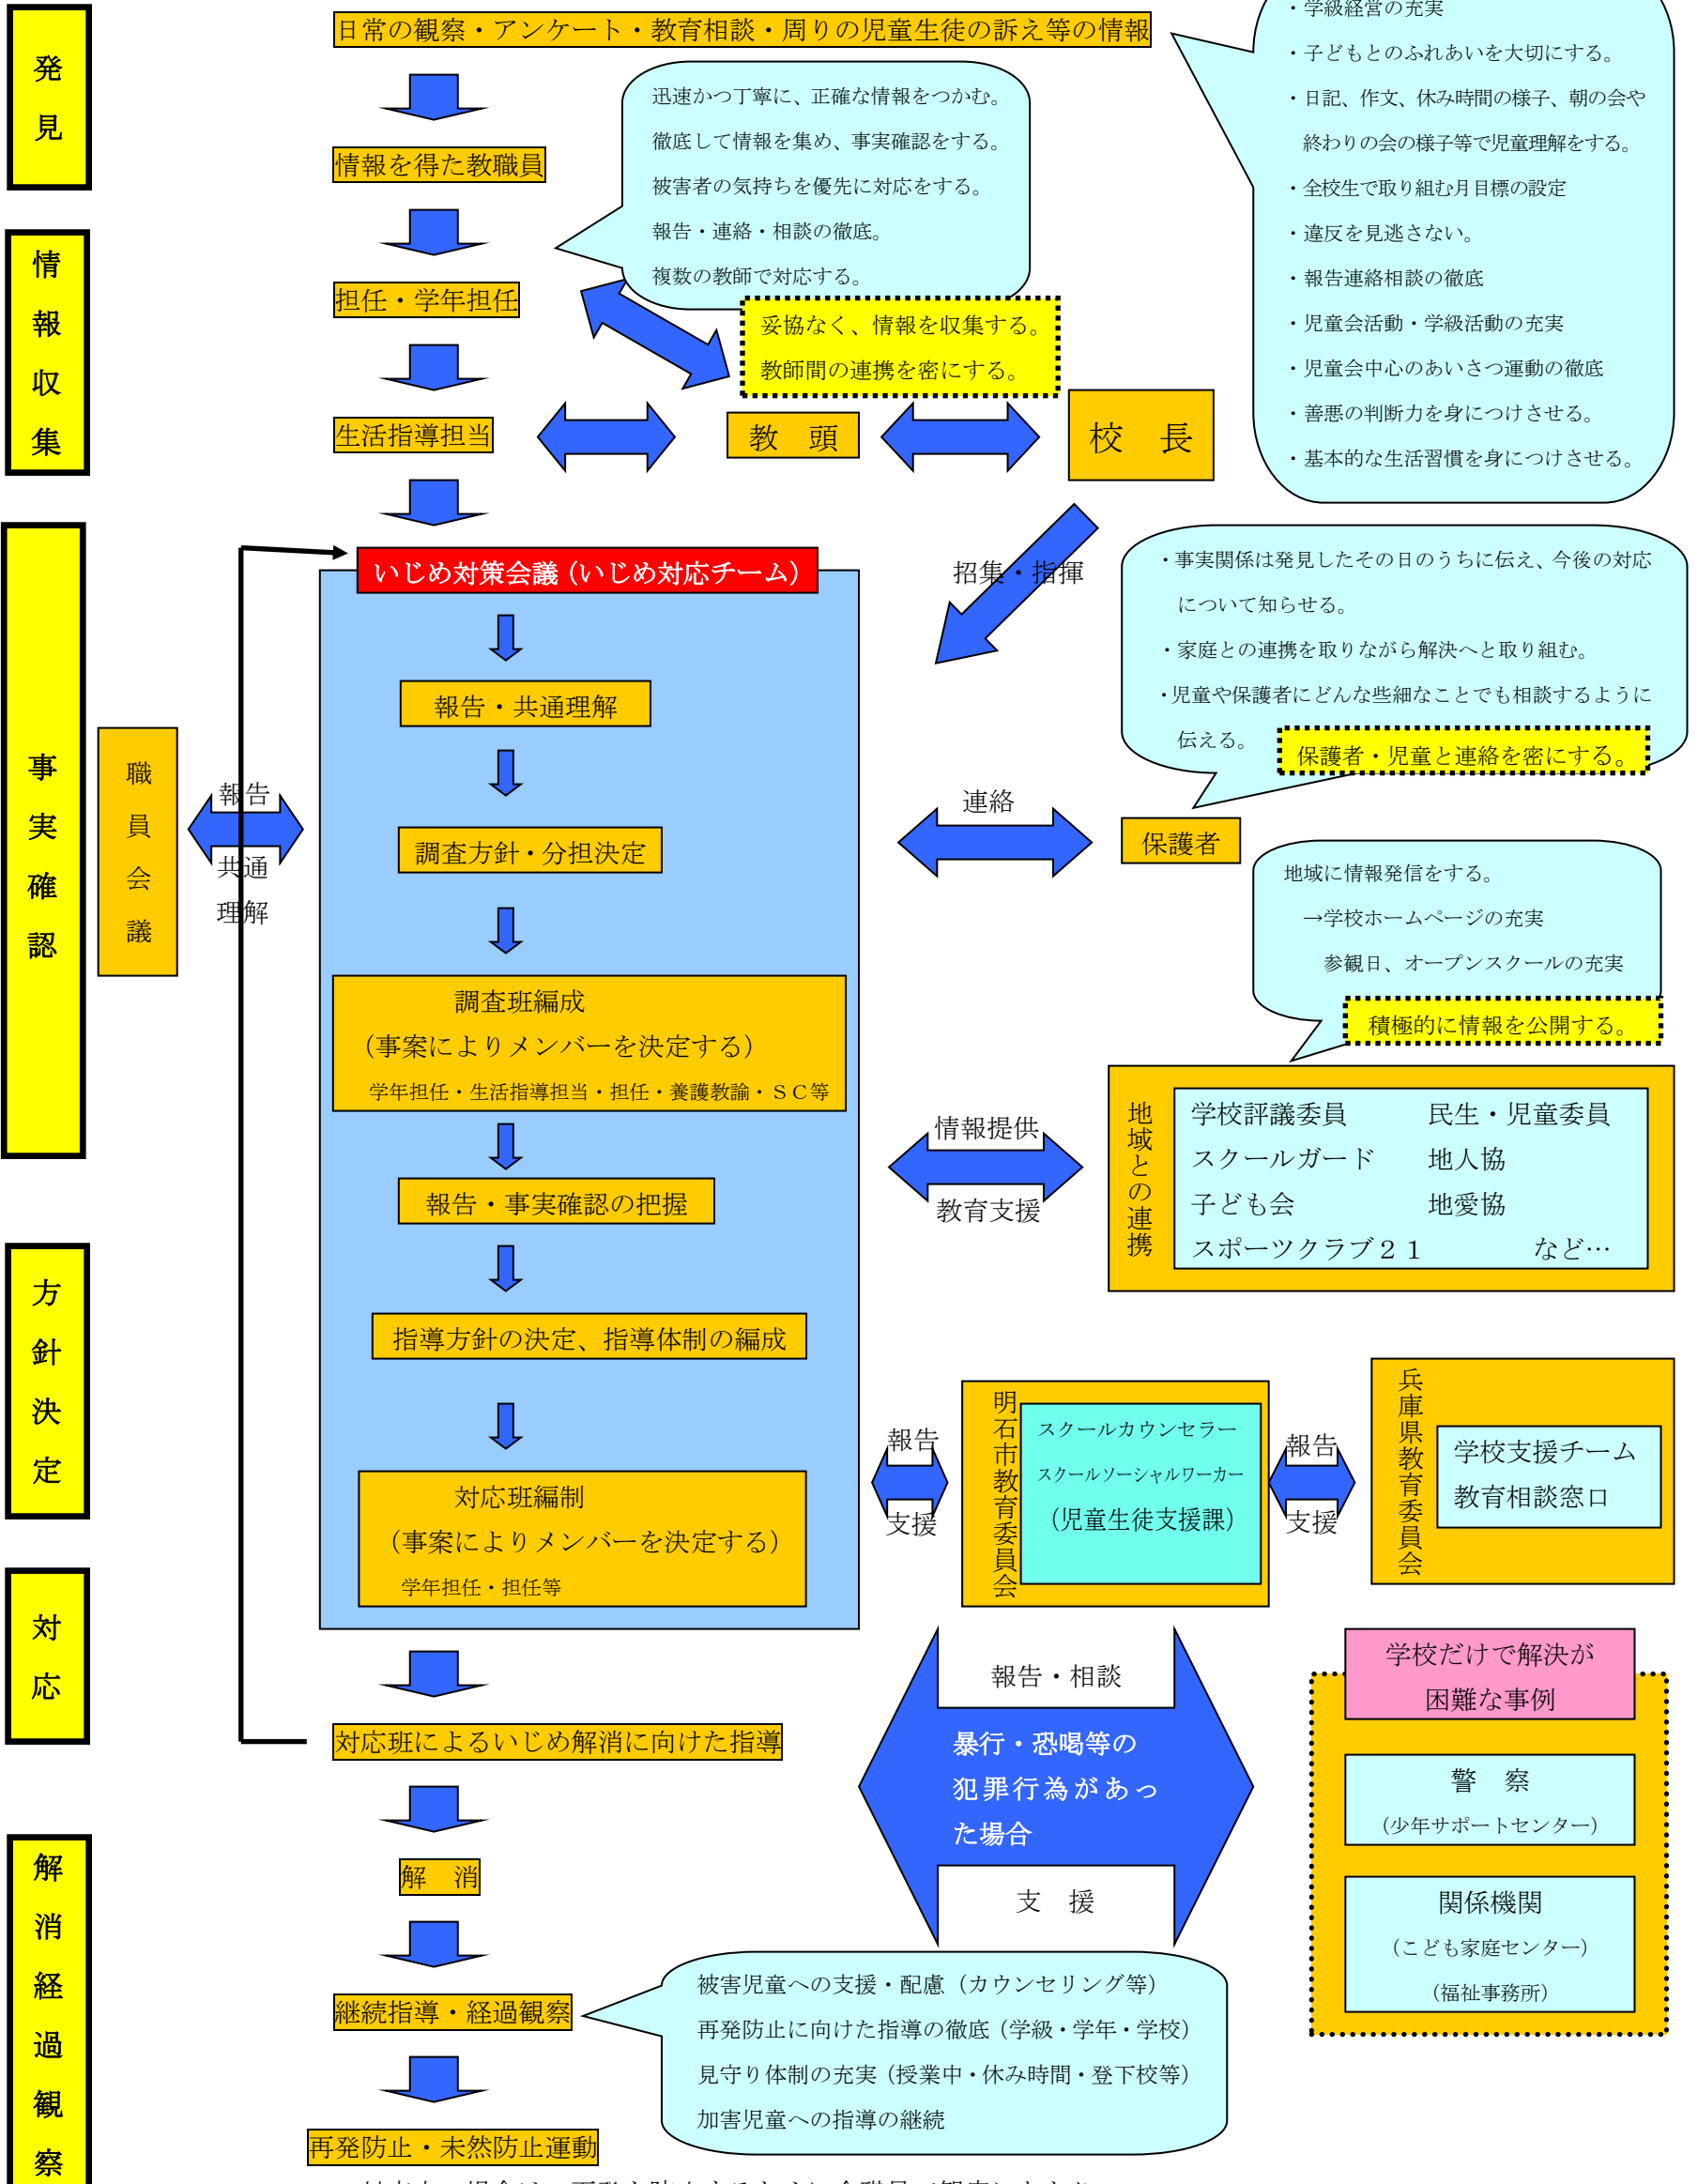 発見
日常の観察・アンケート・教育相談・周りの児童生徒の訴え等の情報
・学級経営の充実
・子どもとのふれあいを大切にする。
・日記、作文、休み時間の様子、朝の会や
終わりの会の様子等で児童理解をする。
・全校生で取り組む月目標の設定
・違反を見逃さない。
・報告連絡相談の徹底
・児童会活動・学級活動の充実
・児童会中心のあいさつ運動の徹底
・善悪の判断力を身につけさせる。
・基本的な生活習慣を身につけさせる。
情報を得た教職員
迅速かつ丁寧に、正確な情報をつかむ。
徹底して情報を集め、事実確認をする。
被害者の気持ちを優先に対応をする。
報告・連絡・相談の徹底。
複数の教師で対応する。
情報収集
担任・学年担任
妥協なく、情報を収集する。
教師間の連携を密にする。
生活指導担当
教　頭
校　長
招集・指揮
事実確認
いじめ対策会議（いじめ対応チーム）
・事実関係は発見したその日のうちに伝え、今後の対応
について知らせる。
・家庭との連携を取りながら解決へと取り組む。
・児童や保護者にどんな些細なことでも相談するように
伝える。
保護者・児童と連絡を密にする。
報告・共通理解
職員会議
報告
共通
理解
調査方針・分担決定
連絡
保護者
地域に情報発信をする。
→学校ホームページの充実
参観日、オープンスクールの充実
積極的に情報を公開する。
調査班編成
（事案によりメンバーを決定する）
学年担任・生活指導担当・担任・養護教諭・ＳＣ等
情報提供
教育支援
地域との連携
学校評議委員　民生・児童委員
スクールガード　地人協
子ども会　地愛協
スポーツクラブ２１　など…
報告・事実確認の把握
方針決定
指導方針の決定、指導体制の編成
対応班編制
（事案によりメンバーを決定する）
学年担任・担任等
報告
支援
明石市教育委員会
スクールカウンセラー
スクールソーシャルワーカー
（児童生徒支援課）
報告
支援
兵庫県教育委員会
学校支援チーム
教育相談窓口
対応
対応班によるいじめ解消に向けた指導
報告・相談
暴行・恐喝等の
犯罪行為があっ
た場合
支　援
学校だけで解決が
困難な事例
警　察
（少年サポートセンター）
関係機関
（こども家庭センター）
（福祉事務所）
解消経過観察
解　消
継続指導・経過観察
被害児童への支援・配慮（カウンセリング等）
再発防止に向けた指導の徹底（学級・学年・学校）
見守り体制の充実（授業中・休み時間・登下校等）
加害児童への指導の継続
再発防止・未然防止運動